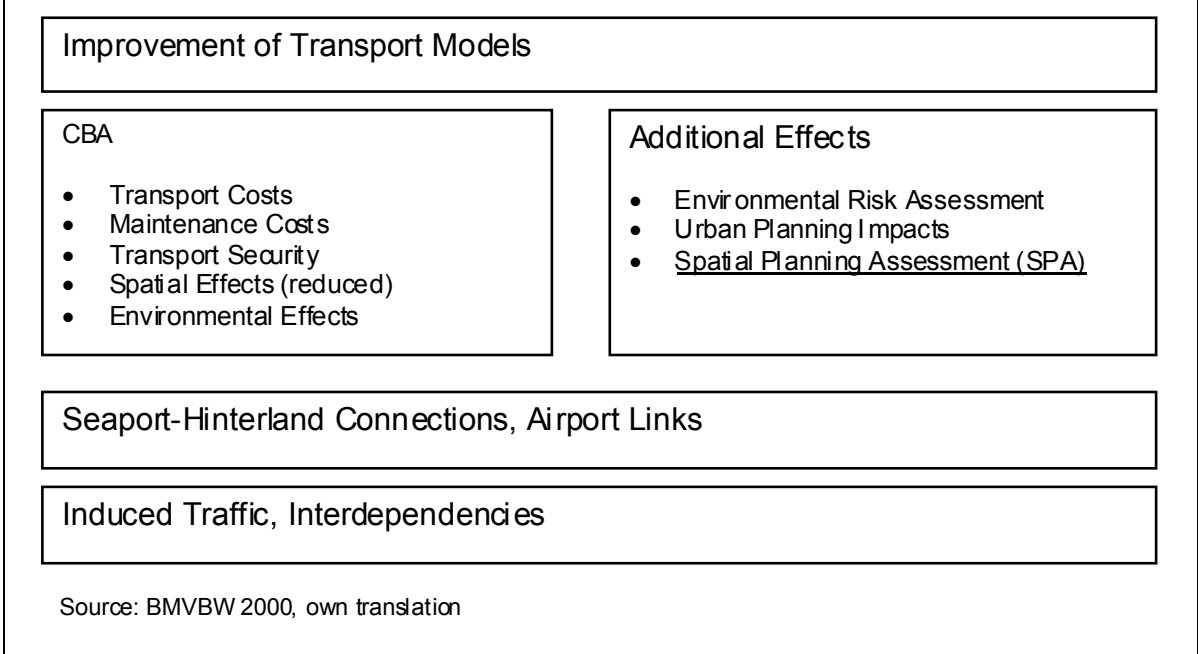 Improvement of Transport Models
CBA
• Transport Costs
• Maintenance Costs
• Transport Security
• Spatial Effects (reduced)
• Environmental Effects
Additional Effects
• Environmental Risk Assessment
• Urban Planning Impacts
• Spatial Planning Assessment (SPA)
Seaport-Hinterland Connections, Airport Links
Induced Traffic, Interdependencies
Source: BMVBW 2000, own translation